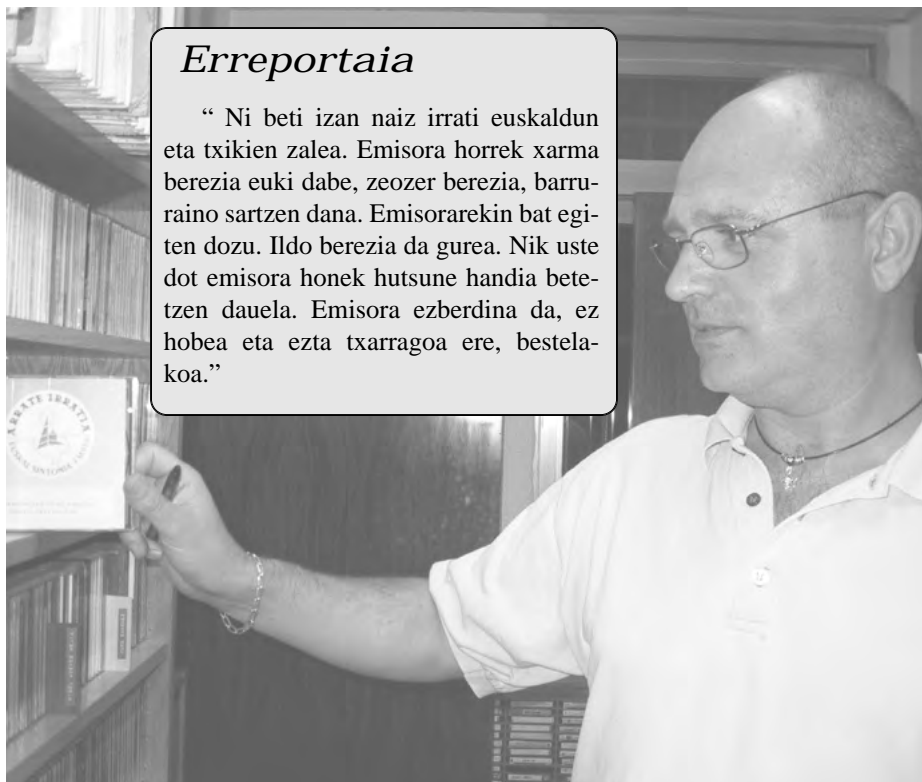 Erreportaia
“ Ni beti izan naiz irrati euskaldun
eta txikien zalea. Emisora horrek xarma
berezia euki dabe, zeozer berezia, barru-
raino sartzen dana. Emisorarekin bat egi-
ten dozu. Ildo berezia da gurea. Nik uste
dot emisora honek hutsune handia bete-
tzen dauela. Emisora ezberdina da, ez
hobea eta ezta txarragoa ere, bestela-
koa.”
ARRATE IRRATIA